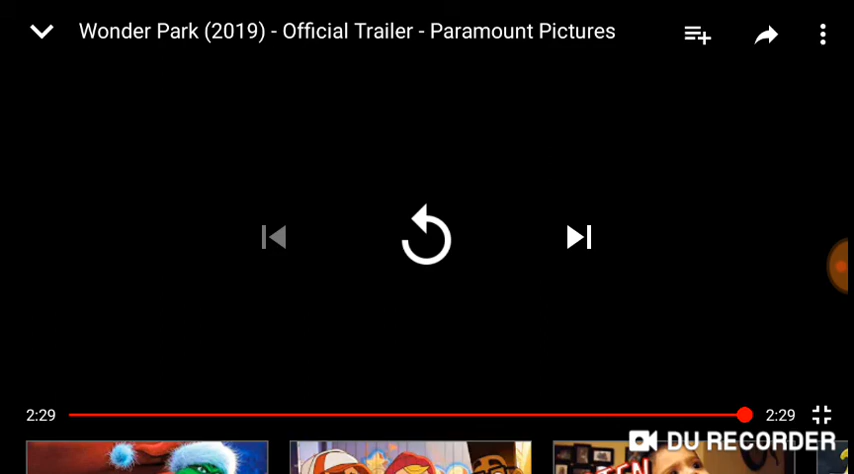 Wonder Park (2019) - Official Trailer - Paramount Pictures
2:29
2:29
DU RECORDER